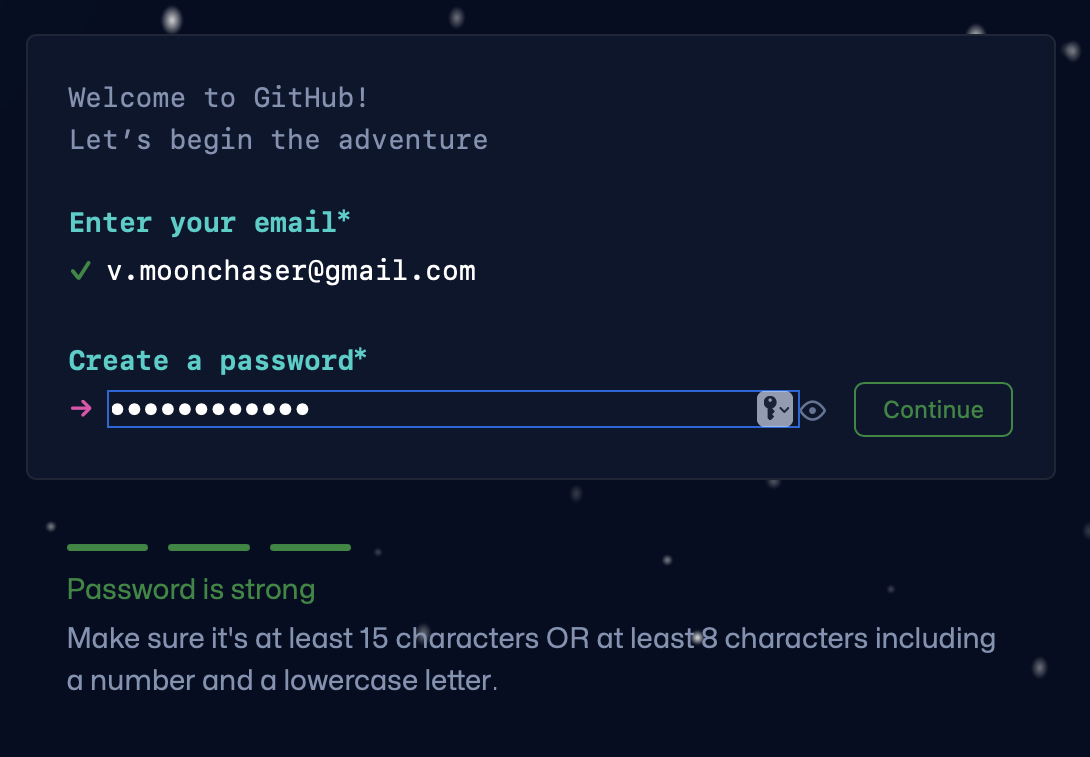 Welcome to GitHub!
Let’s begin the adventure
Enter your email*
v.moonchaser@gmail.com
Create a password*
••••••••••••
Continue
Password is strong
Make sure it's at least 15 characters OR at least 8 characters including
a number and a lowercase letter.